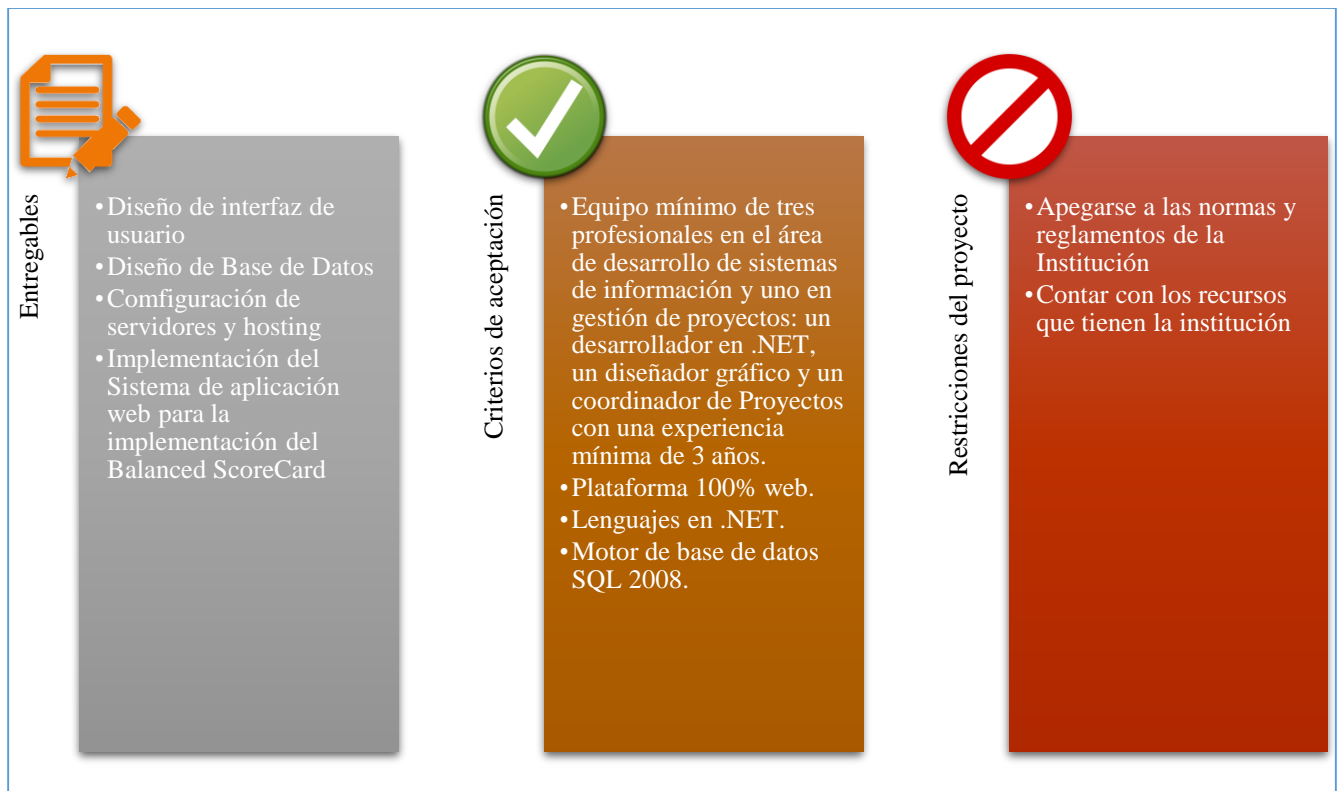 Entregables
•Diseño de interfaz de
usuario
•Diseño de Base de Datos
•Comfiguración de
servidores y hosting
•Implementación del
Sistema de aplicación
web para la
implementación del
Balanced ScoreCard
Criterios de aceptación
•Equipo mínimo de tres
profesionales en el área
de desarrollo de sistemas
de información y uno en
gestión de proyectos: un
desarrollador en .NET,
un diseñador gráfico y un
coordinador de Proyectos
con una experiencia
mínima de 3 años.
•Plataforma 100% web.
•Lenguajes en .NET.
•Motor de base de datos
SQL 2008.
Restricciones del proyecto
•Apegarse a las normas y
reglamentos de la
Institución
•Contar con los recursos
que tienen la institución